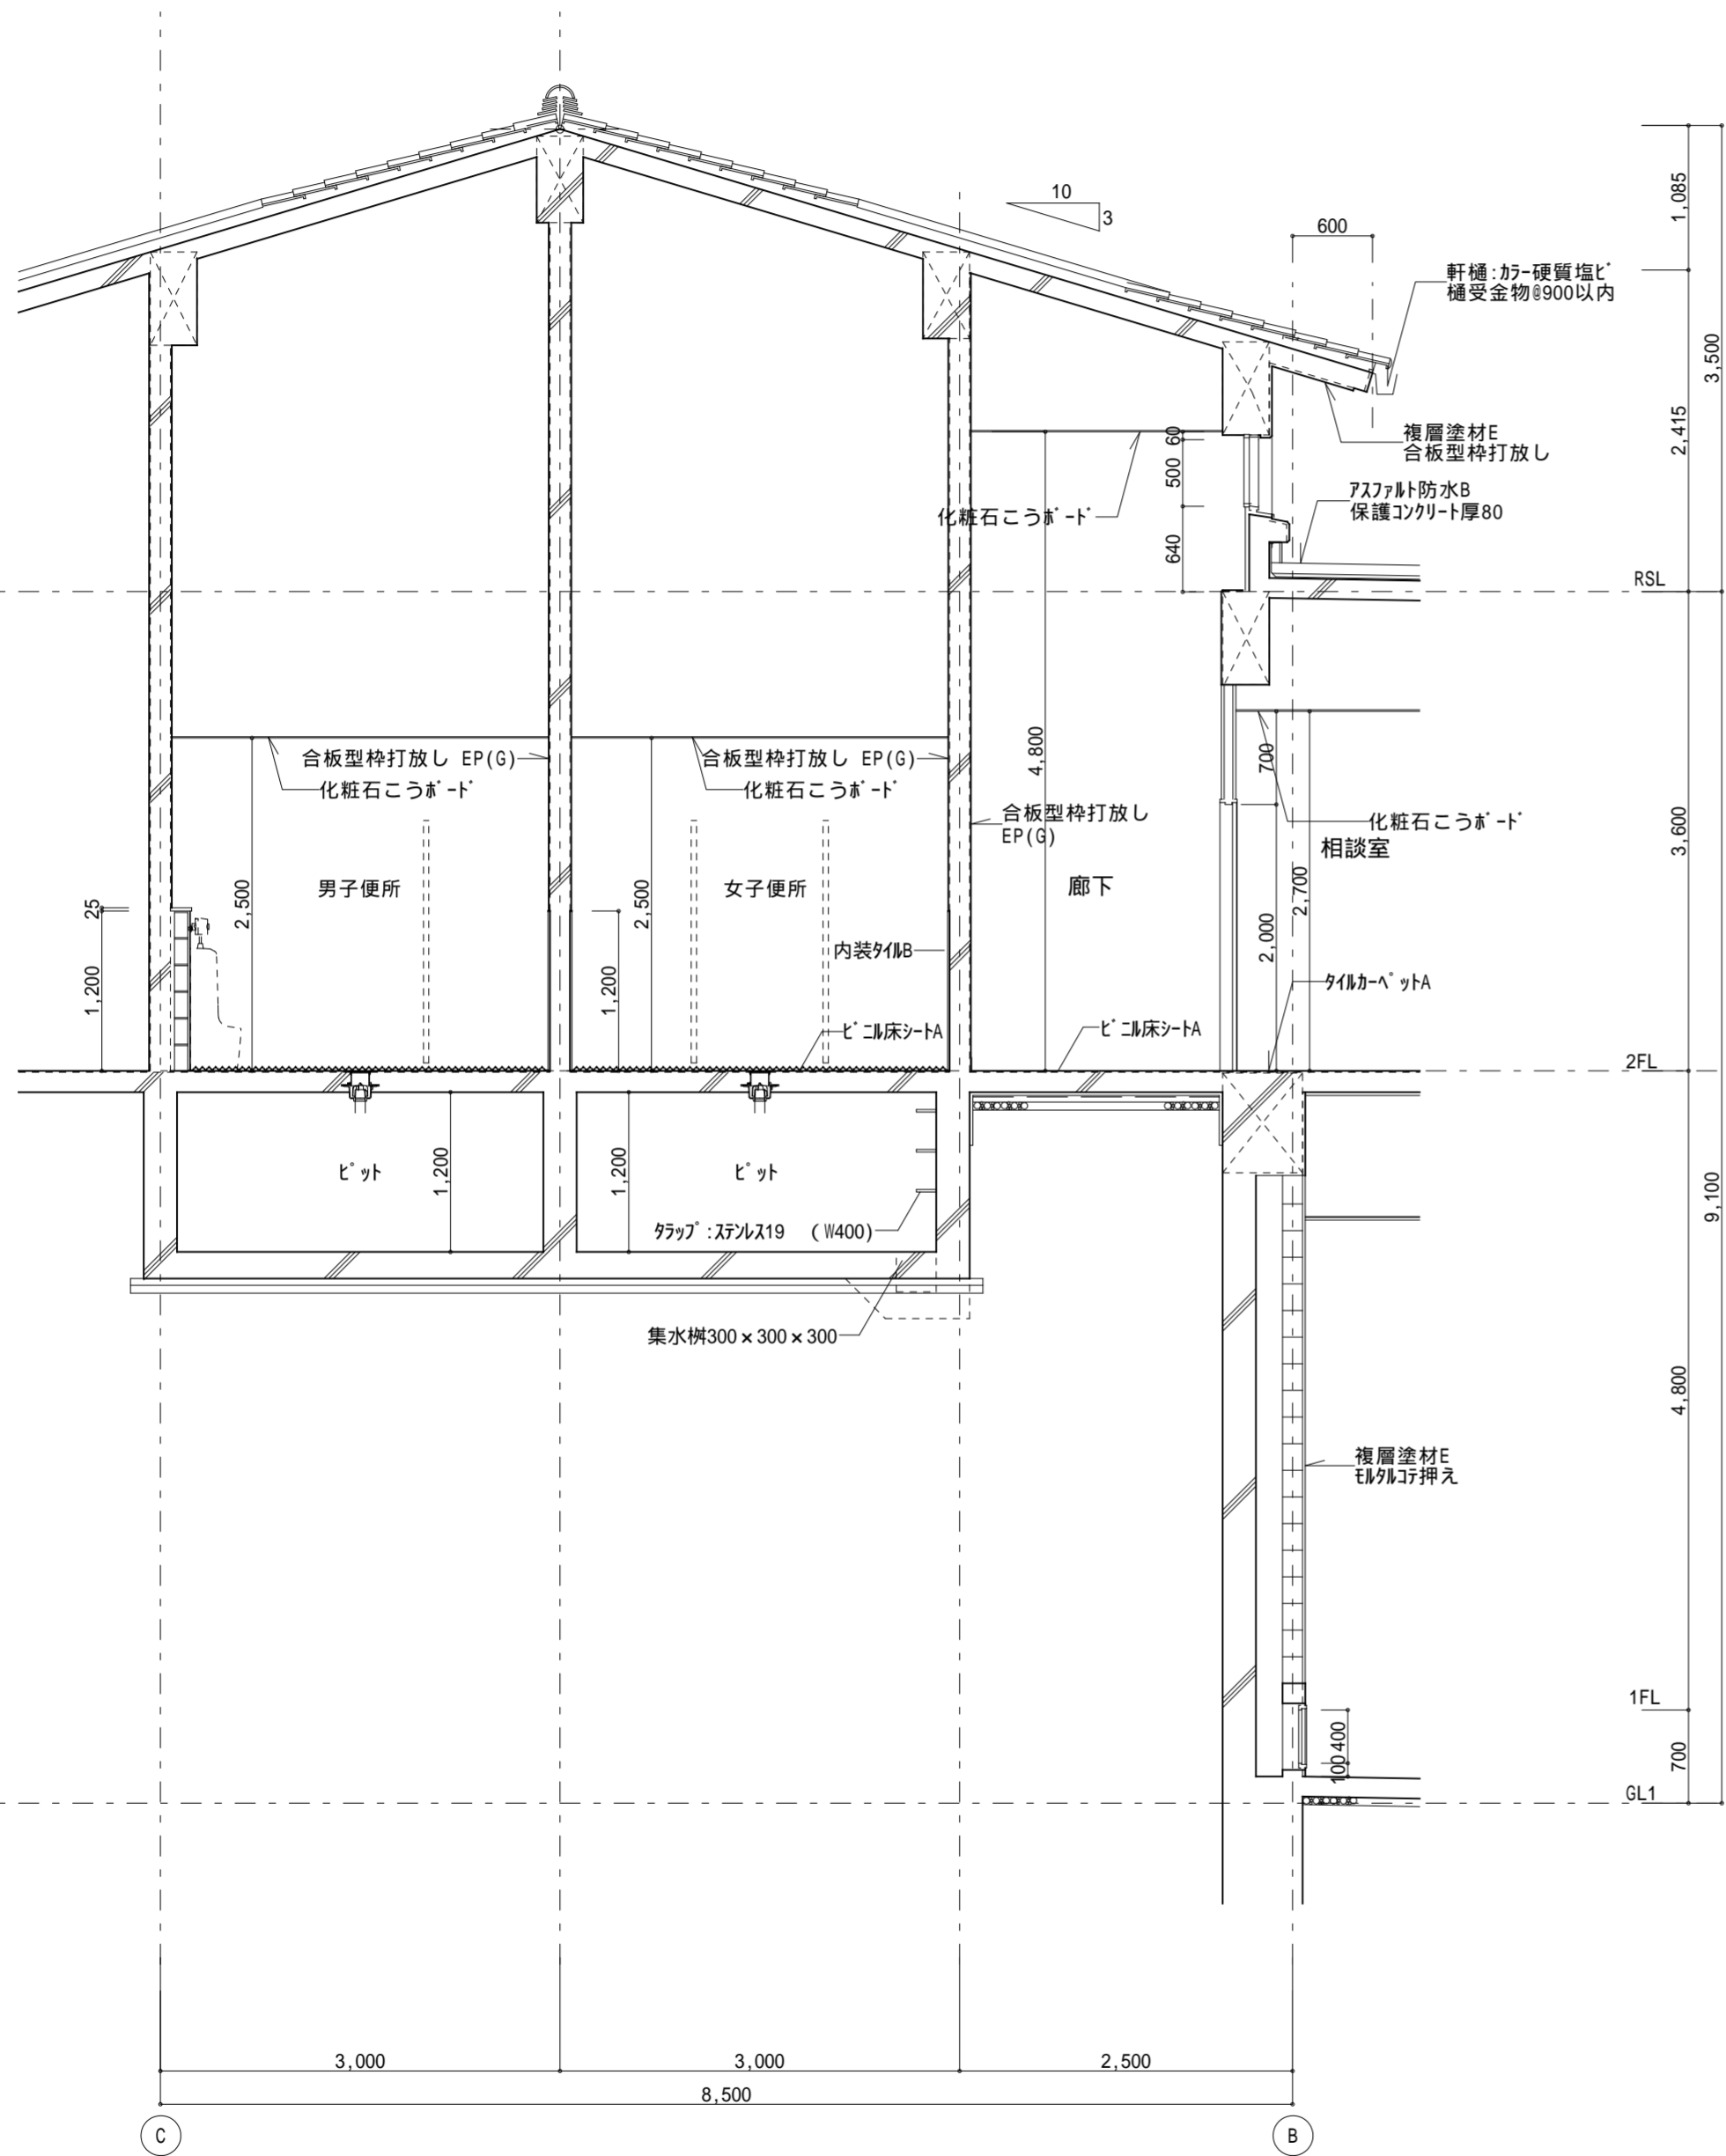 10
3
600
軒樋:ｶﾗｰ硬質塩ﾋﾞ
樋受金物@900以内
1,085
3,500
2,415
複層塗材E
合板型枠打放し
ｱｽﾌｧﾙﾄ防水B
保護ｺﾝｸﾘｰﾄ厚80
60
500
640
化粧石こうﾎﾞｰﾄﾞ
RSL
合板型枠打放し EP(G)
化粧石こうﾎﾞｰﾄﾞ
合板型枠打放し EP(G)
化粧石こうﾎﾞｰﾄﾞ
4,800
合板型枠打放し
EP(G)
700
化粧石こうﾎﾞｰﾄﾞ
相談室
3,600
男子便所
2,500
女子便所
2,500
廊下
2,700
2,000
25
1,200
1,200
内装ﾀｲﾙB
ﾋﾞﾆﾙ床ｼｰﾄA
ﾋﾞﾆﾙ床ｼｰﾄA
ﾀｲﾙｶｰﾍﾟｯﾄA
2FL
ﾋﾟｯﾄ
1,200
1,200
ﾋﾟｯﾄ
ﾀﾗｯﾌﾟ:ｽﾃﾝﾚｽ19 (W400)
9,100
集水桝300×300×300
4,800
複層塗材E
ﾓﾙﾀﾙｺﾃ押え
1FL
400
100
700
GL1
3,000
3,000
2,500
8,500
C
B